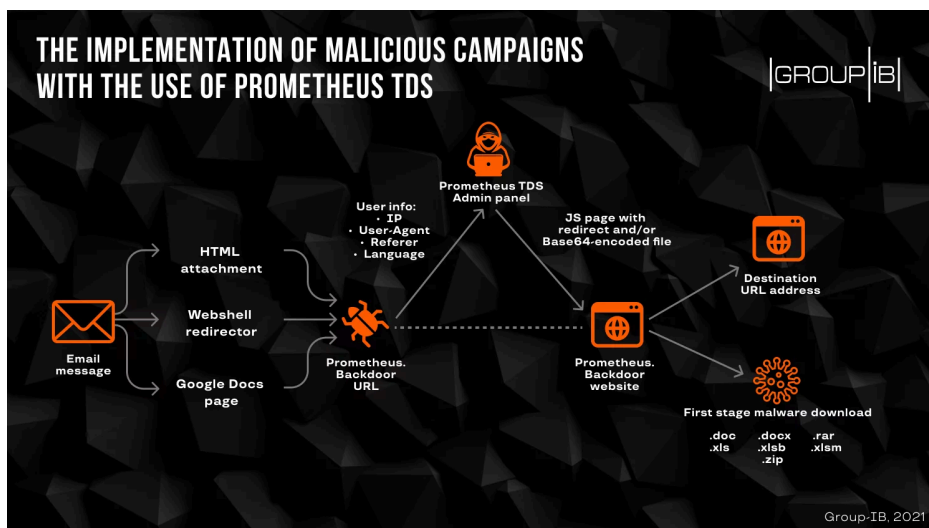 THE IMPLEMENTATION OF MALICIOUS CAMPAIGNS
WITH THE USE OF PROMETHEUS TDS
|GROUP|iB|
Prometheus TDS
Admin panel
User info:
• IP
• User-Agent
• Referer
• Language
JS page with
redirect and/or
Base64-encoded file
HTML
attachment
Webshell
redirector
Google Docs
page
Email
message
Prometheus.
Backdoor
URL
Prometheus.
Backdoor
website
Destination
URL address
First stage malware download
.doc .docx .rar
.xls .xlsb .xlsm
.zip
Group-IB, 2021